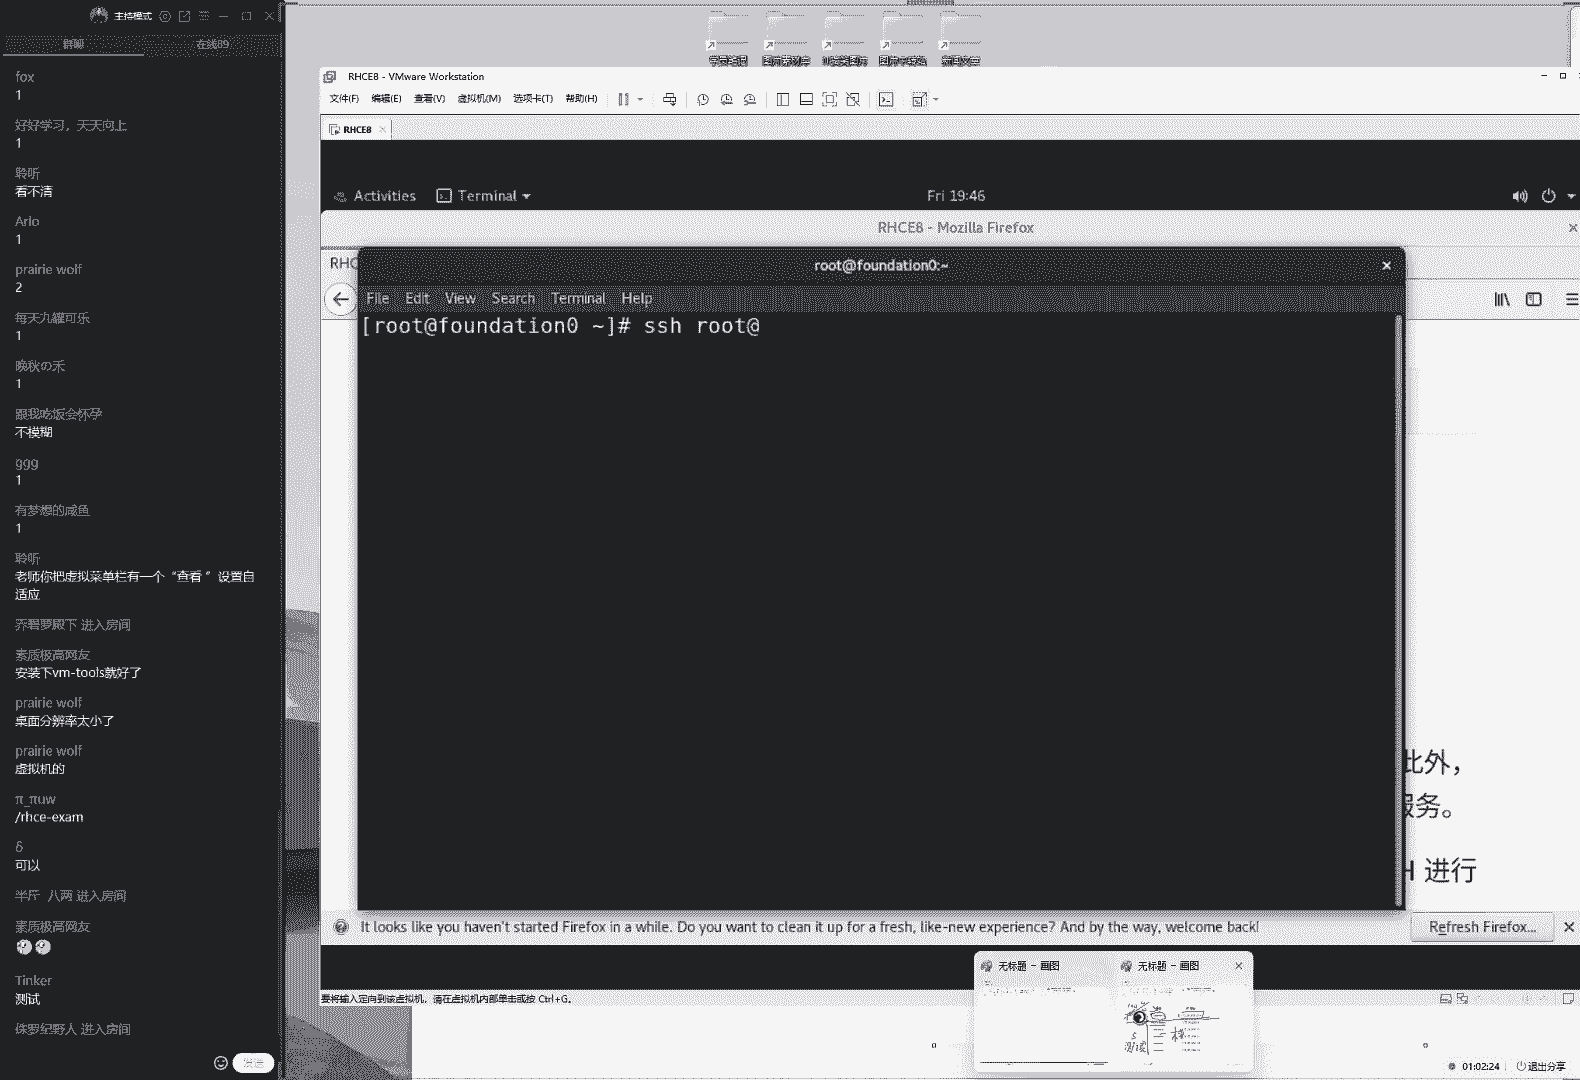 主持模式
群聊
在线89
fox
1
好好学习，天天向上
1
聆听
看不清
Arlo
1
prairie wolf
2
每天九罐可乐
1
晚秋の禾
1
跟我吃饭会怀孕
不模糊
ggg
1
有梦想的咸鱼
1
聆听
老师你把虚拟菜单栏有一个“查看 ”设置自
适应
乔碧萝殿下 进入房间
素质极高网友
安装下vm-tools就好了
prairie wolf
桌面分辨率太小了
prairie wolf
虚拟机的
π_πuw
/rhce-exam
δ
可以
半斤 八两 进入房间
素质极高网友
Tinker
测试
侏罗纪野人 进入房间
发送
RHCE8 - VMware Workstation
文件(F) 编辑(E) 查看(V) 虚拟机(M) 选项卡(T) 帮助(H)
RHCE8
Activities Terminal Fri 19:46
RHCE8 - Mozilla Firefox
RHC
root@foundation0:~
File Edit View Search Terminal Help
[root@foundation0 ~]# ssh root@
此外，
服务。
H 进行
It looks like you haven't started Firefox in a while. Do you want to clean it up for a fresh, like-new experience? And by the way, welcome back!
Refresh Firefox...
无标题 - 画图
无标题 - 画图
要将输入定向到该虚拟机，请在虚拟机内部单击或按 Ctrl+G。
01:02:24
退出分享